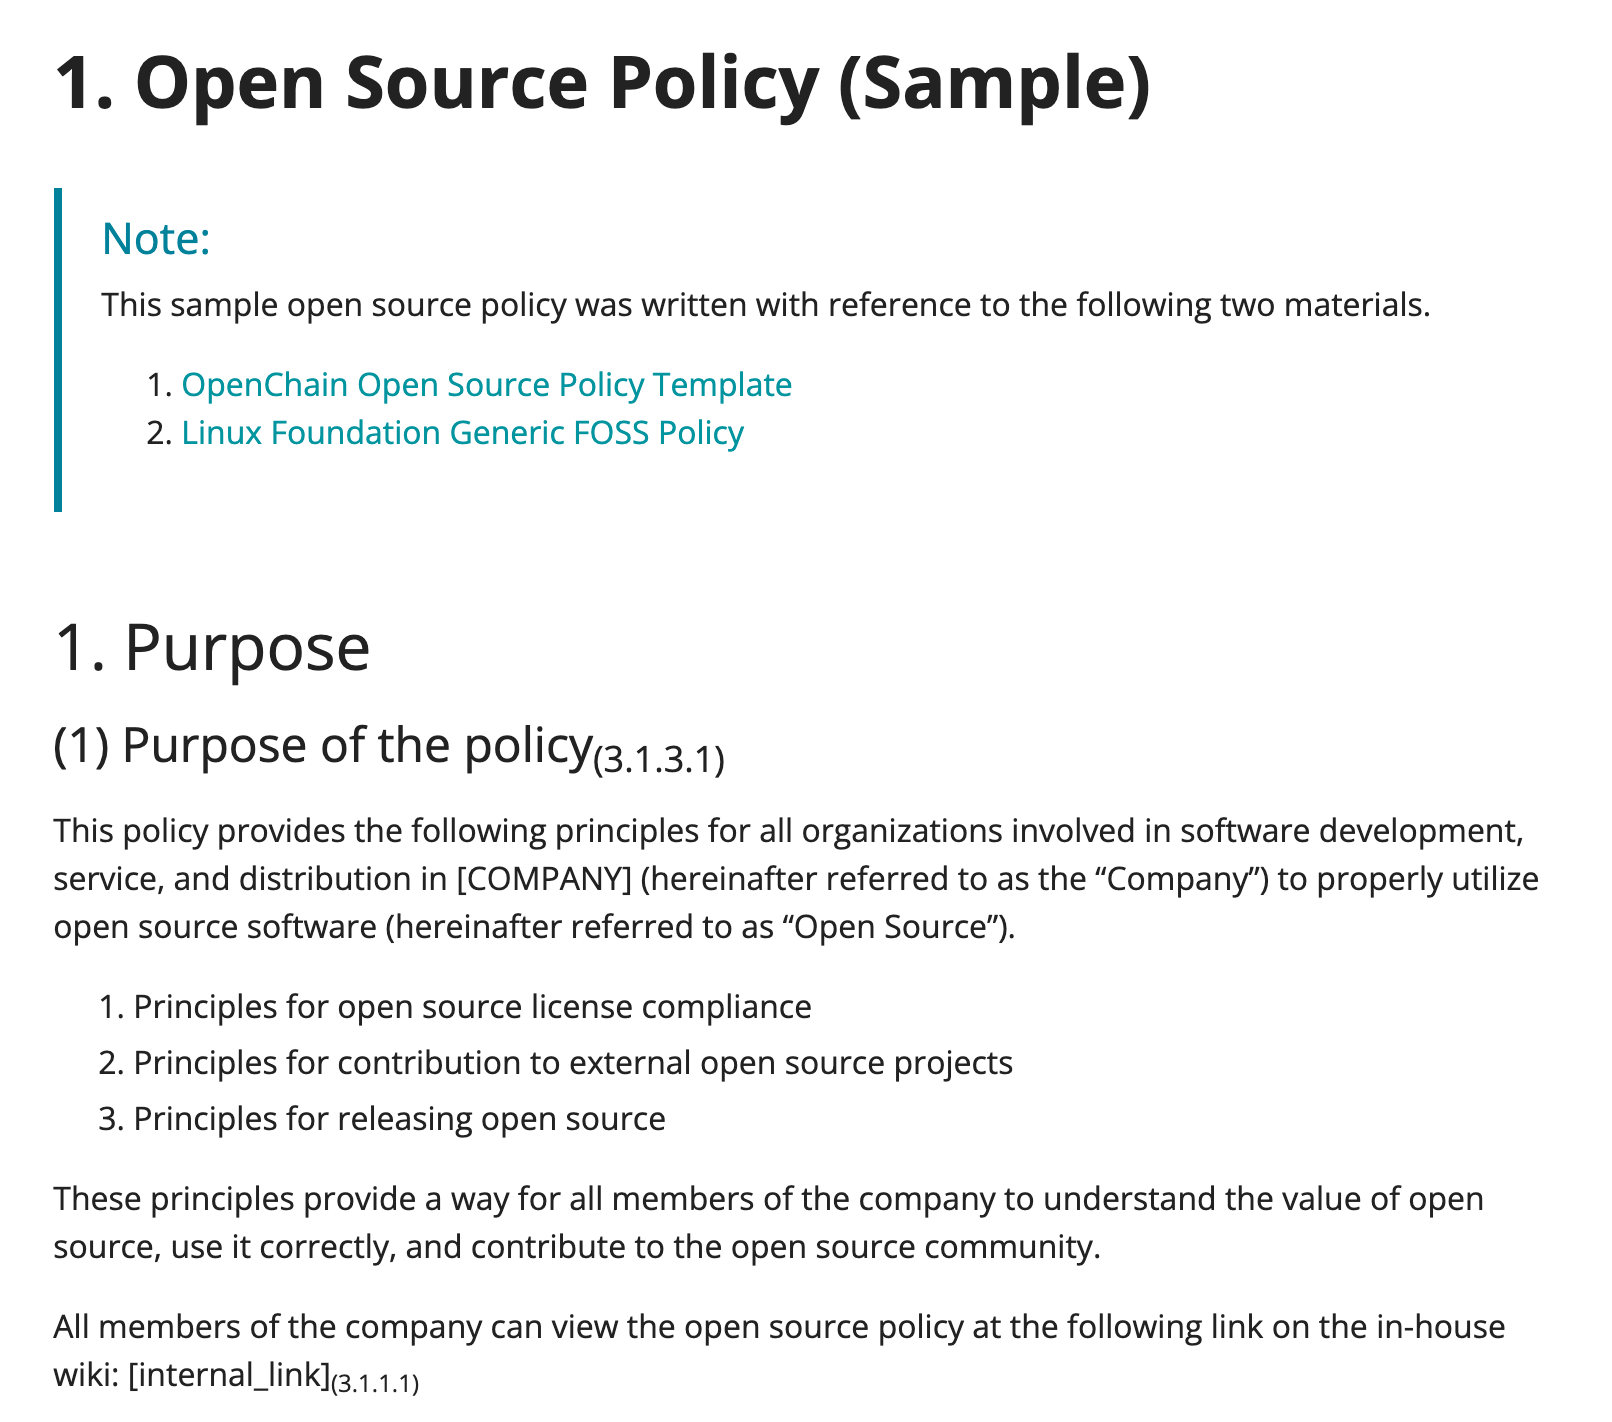 1. Open Source Policy (Sample)
Note:
This sample open source policy was written with reference to the following two materials.
1. OpenChain Open Source Policy Template
2. Linux Foundation Generic FOSS Policy
1. Purpose
(1) Purpose of the policy(3.1.3.1)
This policy provides the following principles for all organizations involved in software development,
service, and distribution in [COMPANY] (hereinafter referred to as the “Company”) to properly utilize
open source software (hereinafter referred to as “Open Source”).
1. Principles for open source license compliance
2. Principles for contribution to external open source projects
3. Principles for releasing open source
These principles provide a way for all members of the company to understand the value of open
source, use it correctly, and contribute to the open source community.
All members of the company can view the open source policy at the following link on the in-house
wiki: [internal_link](3.1.1.1)